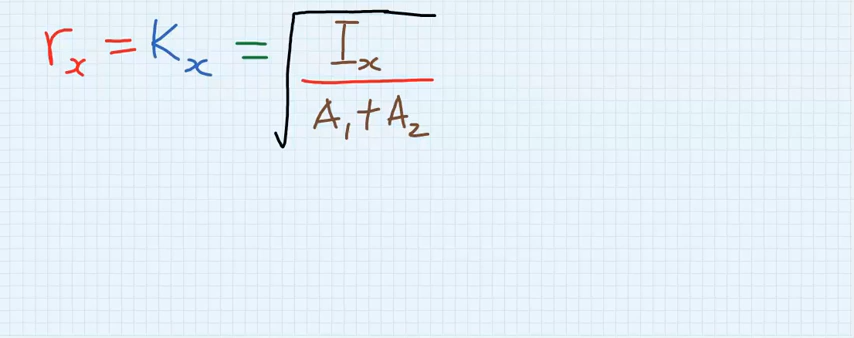 r_x = K_x = √(I_x / (A_1 + A_2))